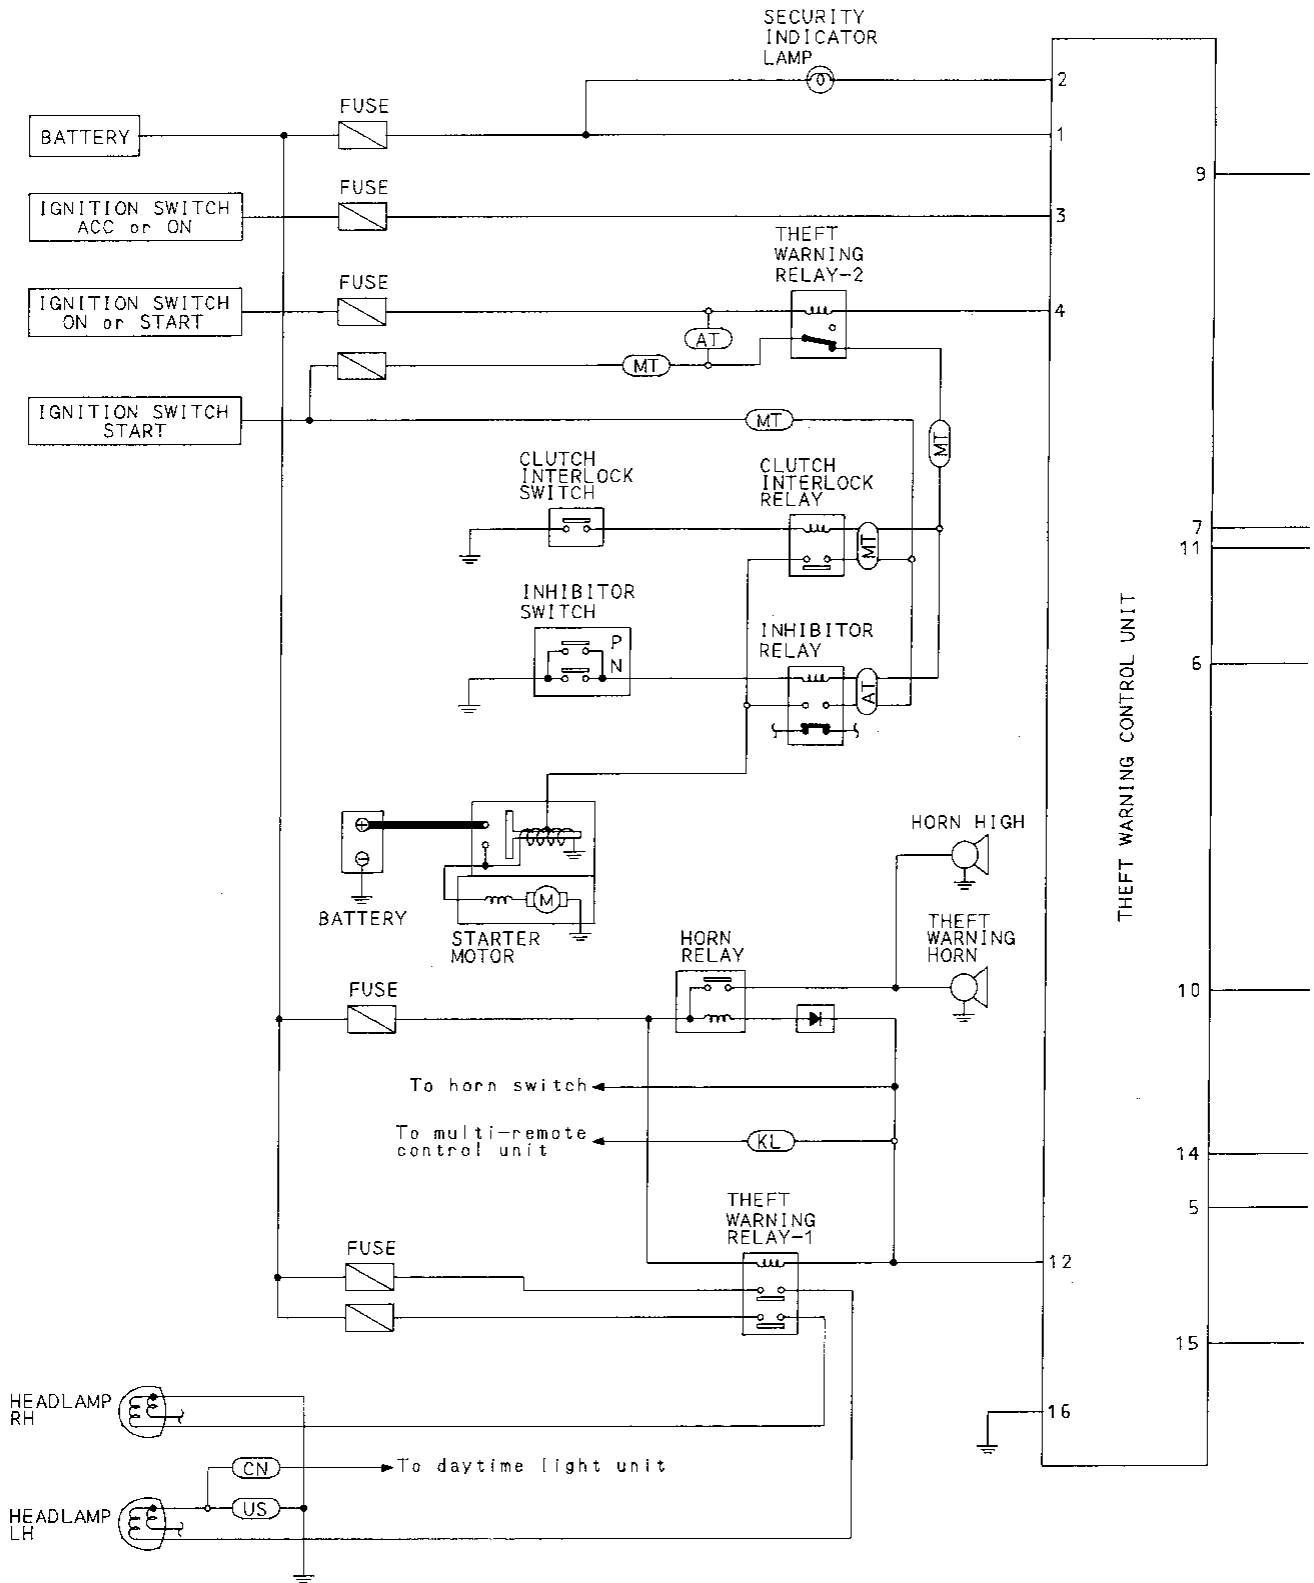 SECURITY
INDICATOR
LAMP
2
FUSE
BATTERY
1
9
FUSE
IGNITION SWITCH
ACC or ON
3
THEFT
WARNING
RELAY-2
FUSE
IGNITION SWITCH
ON or START
4
AT
MT
IGNITION SWITCH
START
MT
MT
CLUTCH
INTERLOCK
SWITCH
CLUTCH
INTERLOCK
RELAY
MT
7
11
INHIBITOR
SWITCH
P
N
INHIBITOR
RELAY
AT
6
THEFT WARNING CONTROL UNIT
BATTERY
M
STARTER
MOTOR
HORN HIGH
THEFT
WARNING
HORN
HORN
RELAY
10
FUSE
To horn switch
To multi-remote
control unit
KL
14
THEFT
WARNING
RELAY-1
5
FUSE
12
15
HEADLAMP
RH
16
CN
To daytime light unit
HEADLAMP
LH
US